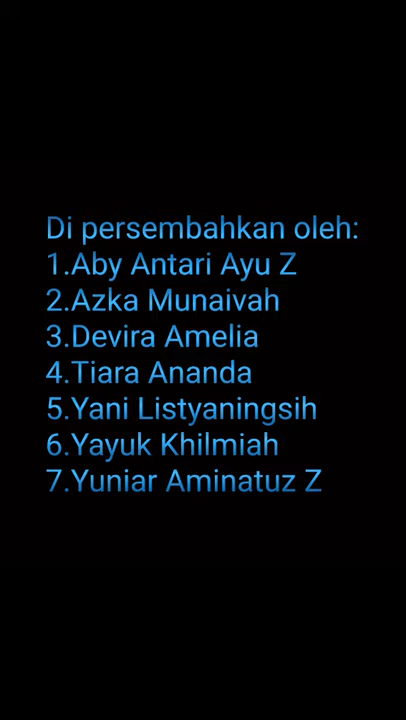 Di persembahkan oleh:
1.Aby Antari Ayu Z
2.Azka Munaivah
3.Devira Amelia
4.Tiara Ananda
5.Yani Listyaningsih
6.Yayuk Khilmiah
7.Yuniar Aminatuz Z